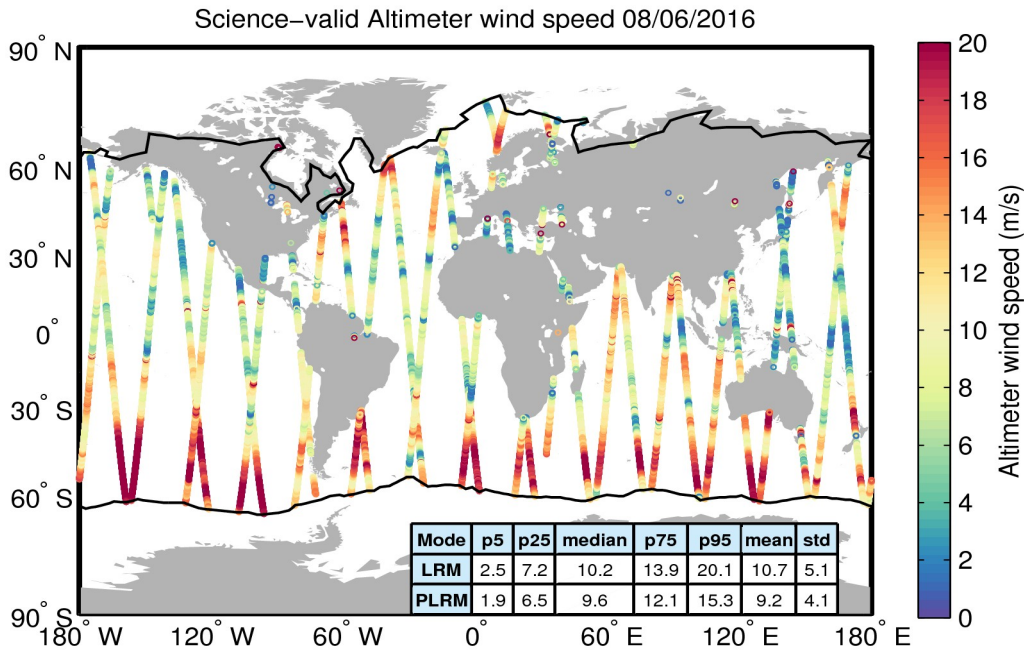 Science−valid Altimeter wind speed 08/06/2016
90° N
60° N
30° N
0°
30° S
60° S
90° S
180° W
120° W
60° W
0°
60° E
120° E
180° E
Mode p5 p25 median p75 p95 mean std
LRM 2.5 7.2 10.2 13.9 20.1 10.7 5.1
PLRM 1.9 6.5 9.6 12.1 15.3 9.2 4.1
20
18
16
14
12
10
8
6
4
2
0
Altimeter wind speed (m/s)